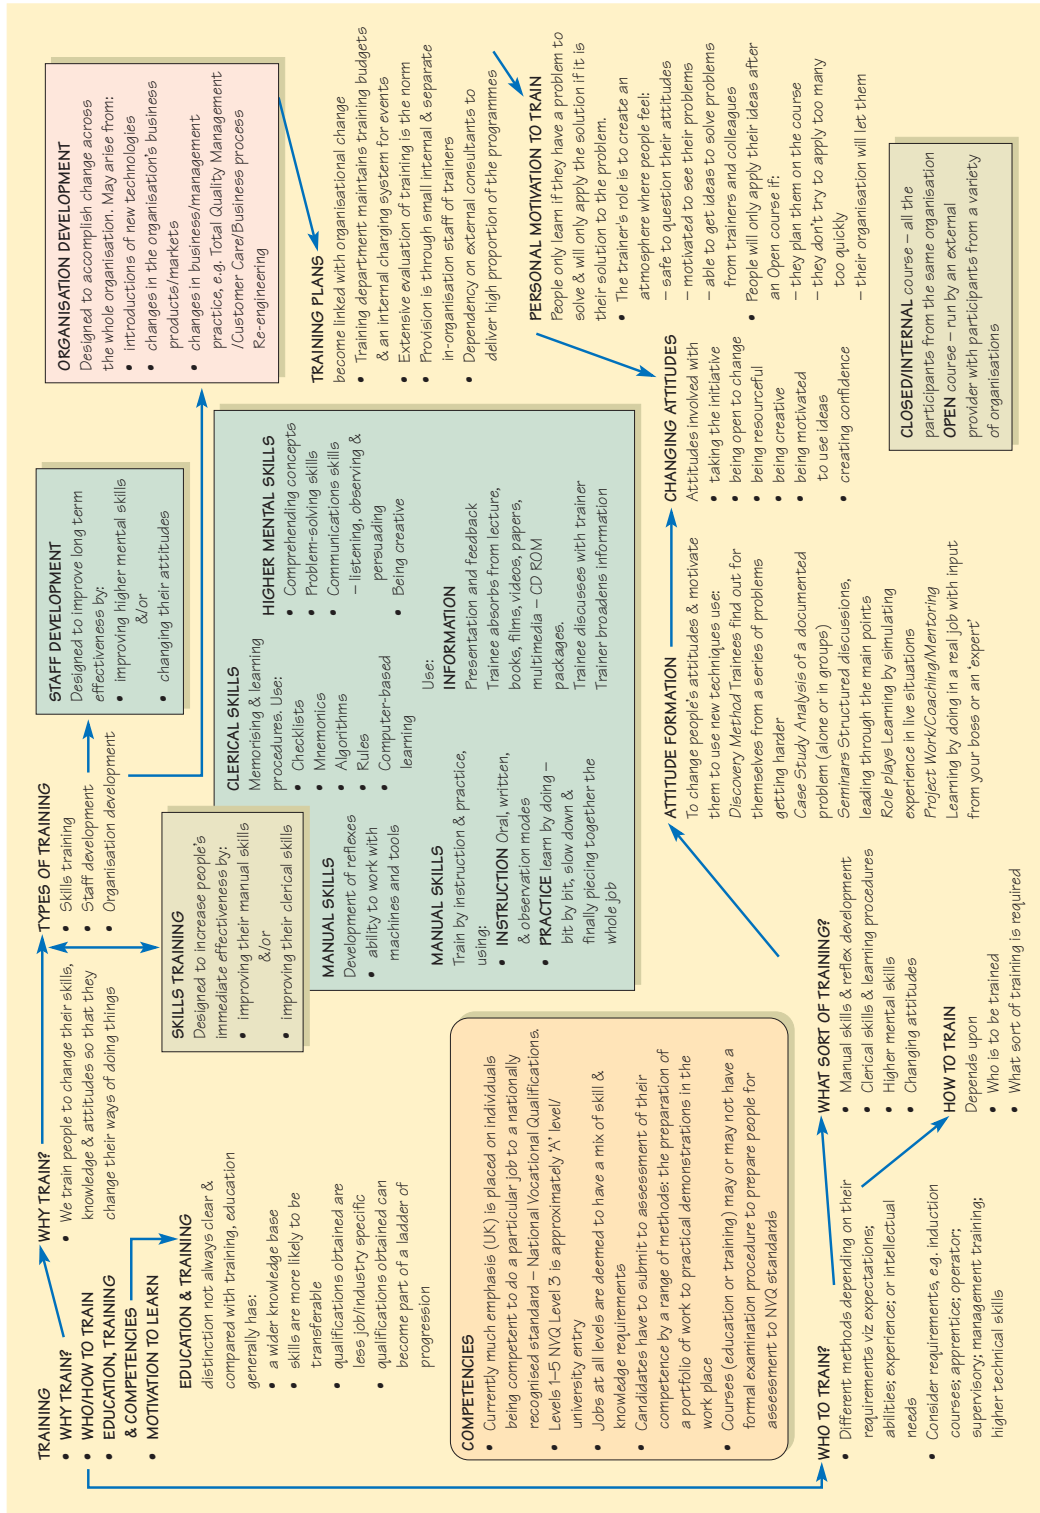 TRAINING
• WHY TRAIN?
• WHO/HOW TO TRAIN
• EDUCATION, TRAINING
& COMPETENCIES
• MOTIVATION TO LEARN
WHY TRAIN?
• We train people to change their skills,
knowledge & attitudes so that they
change their ways of doing things
TYPES OF TRAINING
• Skills training
• Staff development
• Organisation development
STAFF DEVELOPMENT
Designed to improve long term
effectiveness by:
• improving higher mental skills
&/or
• changing their attitudes
ORGANISATION DEVELOPMENT
Designed to accomplish change across
the whole organisation. May arise from:
• introductions of new technologies
• changes in the organisation's business
products/markets
• changes in business/management
practice, e.g. Total Quality Management
/Customer Care/Business process
Re-engineering
EDUCATION & TRAINING
distinction not always clear &
compared with training, education
generally has:
• a wider knowledge base
• skills are more likely to be
transferable
• qualifications obtained are
less job/industry specific
• qualifications obtained can
become part of a ladder of
progression
SKILLS TRAINING
Designed to increase people's
immediate effectiveness by:
• improving their manual skills
&/or
• improving their clerical skills
MANUAL SKILLS
Development of reflexes
• ability to work with
machines and tools
CLERICAL SKILLS
Memorising & learning
procedures. Use:
• Checklists
• Mnemonics
• Algorithms
• Rules
• Computer-based
learning
HIGHER MENTAL SKILLS
• Comprehending concepts
• Problem-solving skills
• Communications skills
– listening, observing &
persuading
• Being creative
MANUAL SKILLS
Train by instruction & practice,
using:
• INSTRUCTION Oral, written,
& observation modes
• PRACTICE learn by doing –
bit by bit, slow down &
finally piecing together the
whole job
Use:
INFORMATION
Presentation and feedback
Trainee absorbs from lecture,
books, films, videos, papers,
multimedia – CD ROM
packages.
Trainee discusses with trainer
Trainer broadens information
TRAINING PLANS
become linked with organisational change
• Training department maintains training budgets
& an internal charging system for events
• Extensive evaluation of training is the norm
• Provision is through small internal & separate
in-organisation staff of trainers
• Dependency on external consultants to
deliver high proportion of the programmes
PERSONAL MOTIVATION TO TRAIN
People only learn if they have a problem to
solve & will only apply the solution if it is
their solution to the problem.
• The trainer's role is to create an
atmosphere where people feel:
– safe to question their attitudes
– motivated to see their problems
– able to get ideas to solve problems
from trainers and colleagues
• People will only apply their ideas after
an Open course if:
– they plan them on the course
– they don't try to apply too many
too quickly
– their organisation will let them
COMPETENCIES
• Currently much emphasis (UK) is placed on individuals
being competent to do a particular job to a nationally
recognised standard – National Vocational Qualifications.
• Levels 1–5 NVQ Level 3 is approximately 'A' level/
university entry
• Jobs at all levels are deemed to have a mix of skill &
knowledge requirements
• Candidates have to submit to assessment of their
competence by a range of methods: the preparation of
a portfolio of work to practical demonstrations in the
work place
• Courses (education or training) may or may not have a
formal examination procedure to prepare people for
assessment to NVQ standards
WHO TO TRAIN?
• Different methods depending on their
requirements viz expectations;
abilities; experience; or intellectual
needs
• Consider requirements, e.g. induction
courses; apprentice; operator;
supervisory; management training;
higher technical skills
WHAT SORT OF TRAINING?
• Manual skills & reflex development
• Clerical skills & learning procedures
• Higher mental skills
• Changing attitudes
HOW TO TRAIN
Depends upon
• Who is to be trained
• What sort of training is required
ATTITUDE FORMATION
To change people's attitudes & motivate
them to use new techniques use:
Discovery Method Trainees find out for
themselves from a series of problems
getting harder
Case Study Analysis of a documented
problem (alone or in groups)
Seminars Structured discussions,
leading through the main points
Role plays Learning by simulating
experience in live situations
Project Work/Coaching/Mentoring
Learning by doing in a real job with input
from your boss or an 'expert'
CHANGING ATTITUDES
Attitudes involved with
• taking the initiative
• being open to change
• being resourceful
• being creative
• being motivated
to use ideas
• creating confidence
CLOSED/INTERNAL course – all the
participants from the same organisation
OPEN course – run by an external
provider with participants from a variety
of organisations